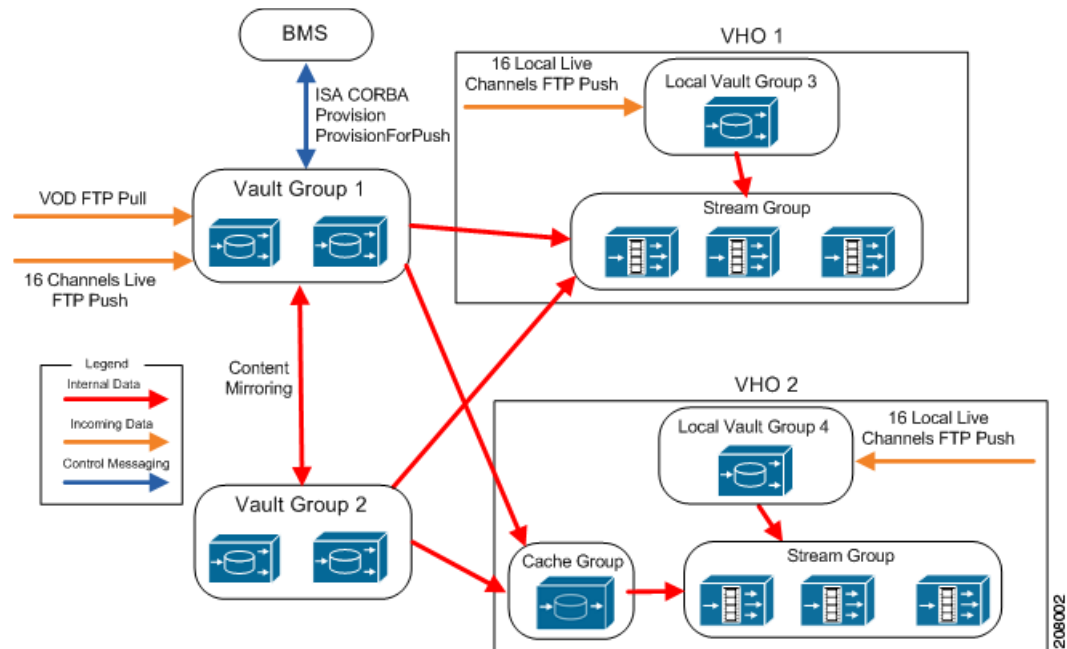 BMS
ISA CORBA
Provision
ProvisionForPush
VHO 1
16 Local Live
Channels FTP Push
Local Vault Group 3
Stream Group
VOD FTP Pull
Vault Group 1
16 Channels Live
FTP Push
Content
Mirroring
Legend
Internal Data
Incoming Data
Control Messaging
Vault Group 2
VHO 2
Local Vault Group 4
16 Local Live
Channels FTP Push
Cache Group
Stream Group
208002